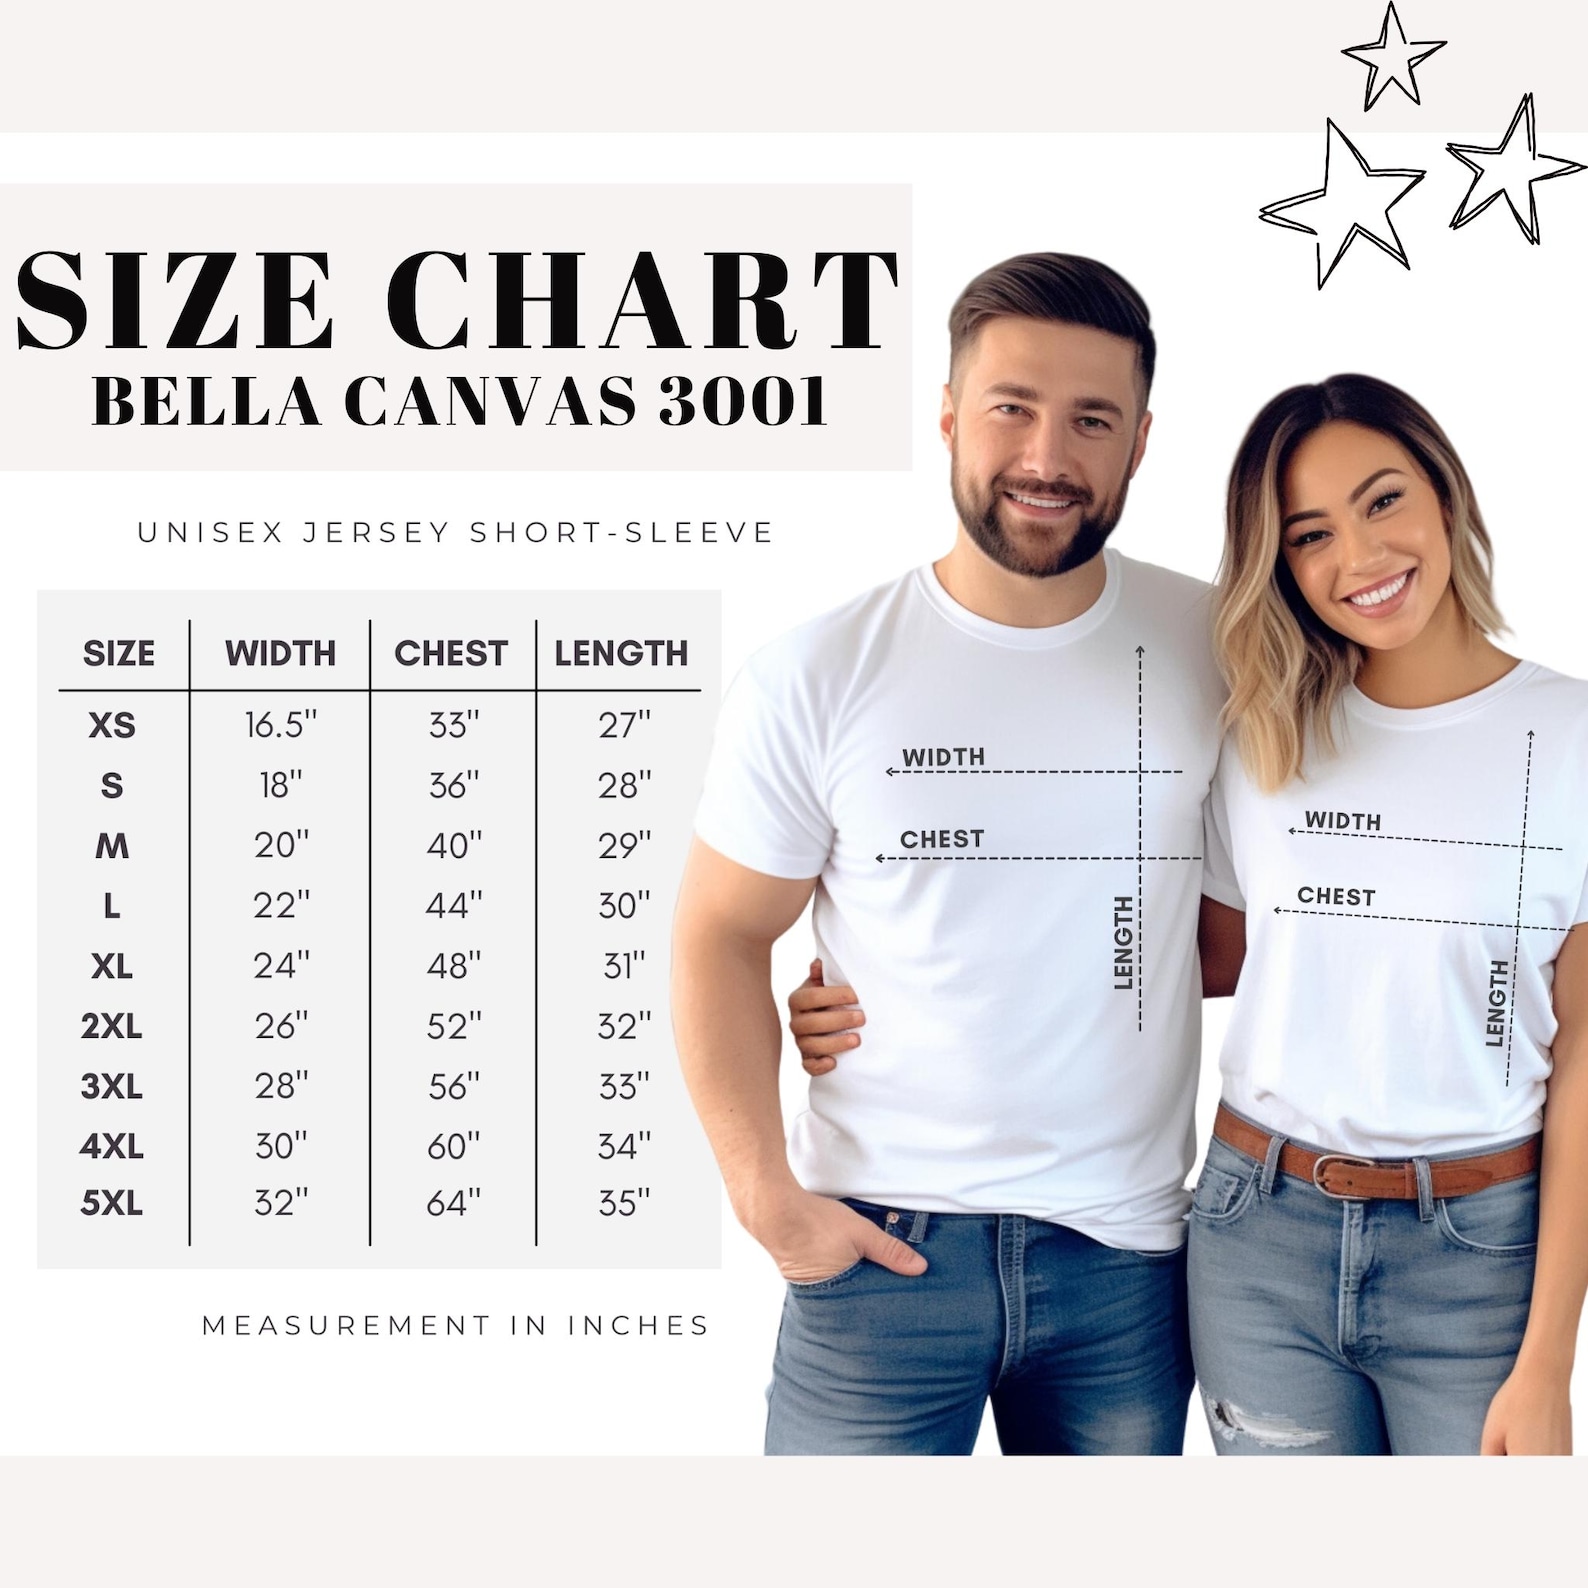 SIZE CHART
BELLA CANVAS 3001
UNISEX JERSEY SHORT-SLEEVE
SIZE WIDTH CHEST LENGTH
XS 16.5" 33" 27"
S 18" 36" 28"
M 20" 40" 29"
L 22" 44" 30"
XL 24" 48" 31"
2XL 26" 52" 32"
3XL 28" 56" 33"
4XL 30" 60" 34"
5XL 32" 64" 35"
MEASUREMENT IN INCHES
WIDTH
CHEST
LENGTH
WIDTH
CHEST
LENGTH